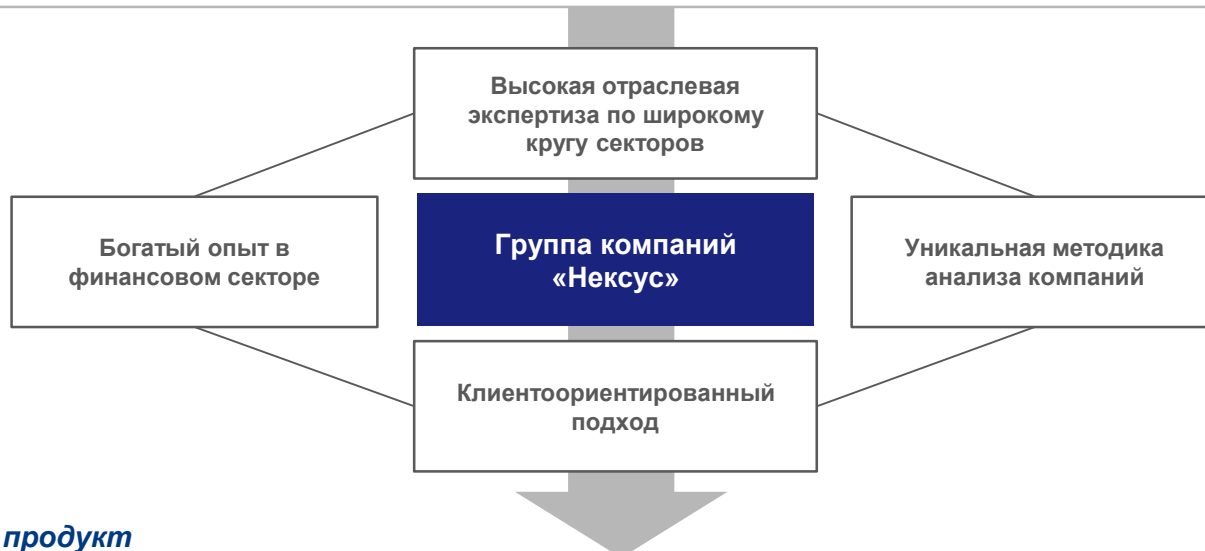 Высокая отраслевая
экспертиза по широкому
кругу секторов
Богатый опыт в
финансовом секторе
Группа компаний
«Нексус»
Уникальная методика
анализа компаний
Клиентоориентированный
подход
продукт